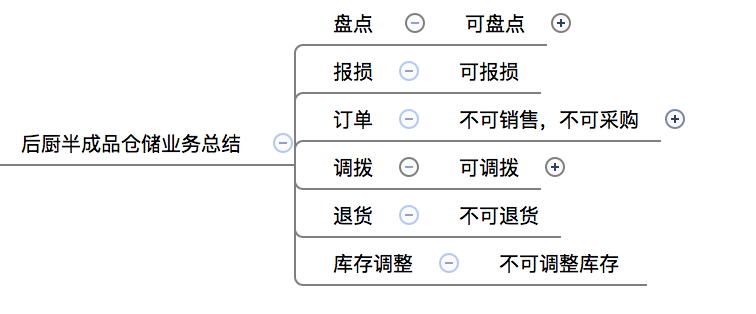 盘点 可盘点
报损 可报损
订单 不可销售，不可采购
后厨半成品仓储业务总结
调拨 可调拨
退货 不可退货
库存调整 不可调整库存